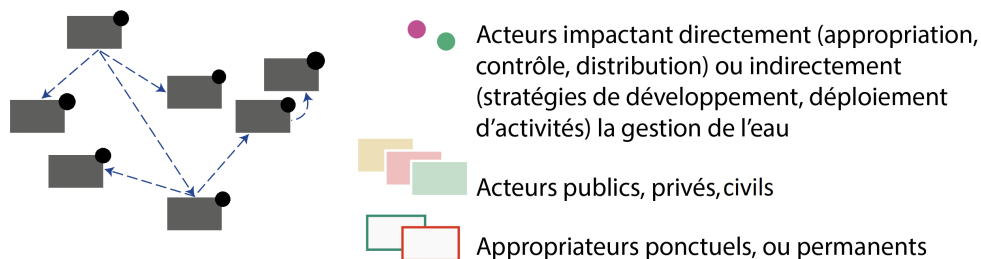 Acteurs impactant directement (appropriation,
contrôle, distribution) ou indirectement
(stratégies de développement, déploiement
d'activités) la gestion de l'eau
Acteurs publics, privés, civils
Appropriateurs ponctuels, ou permanents